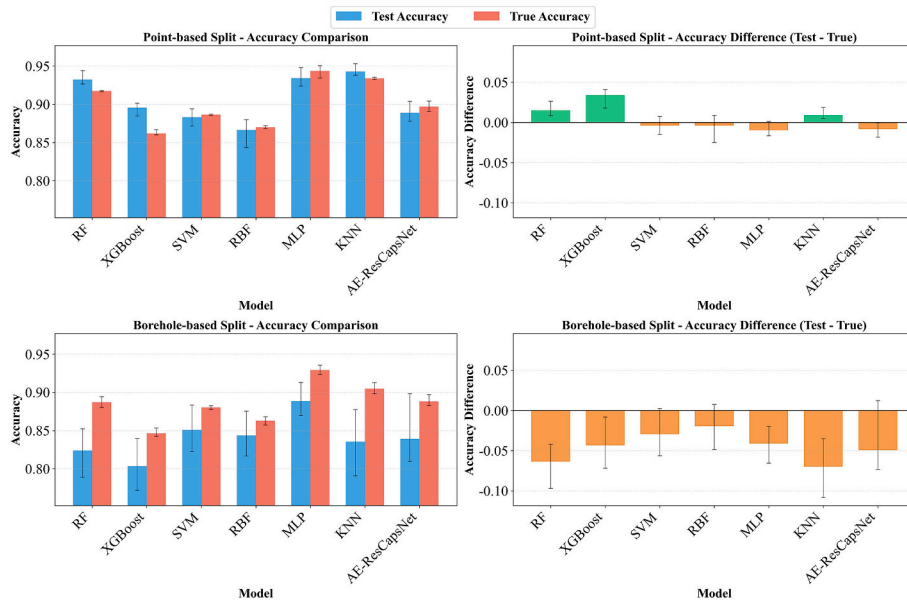 Test Accuracy
True Accuracy
Point-based Split - Accuracy Comparison
Accuracy
0.95
0.90
0.85
0.80
RF
XGBoost
SVM
RBF
MLP
KNN
AE-ResCapsNet
Model
Point-based Split - Accuracy Difference (Test - True)
Accuracy Difference
0.05
0.00
-0.05
-0.10
RF
XGBoost
SVM
RBF
MLP
KNN
AE-ResCapsNet
Model
Borehole-based Split - Accuracy Comparison
Accuracy
0.95
0.90
0.85
0.80
RF
XGBoost
SVM
RBF
MLP
KNN
AE-ResCapsNet
Model
Borehole-based Split - Accuracy Difference (Test - True)
Accuracy Difference
0.05
0.00
-0.05
-0.10
RF
XGBoost
SVM
RBF
MLP
KNN
AE-ResCapsNet
Model